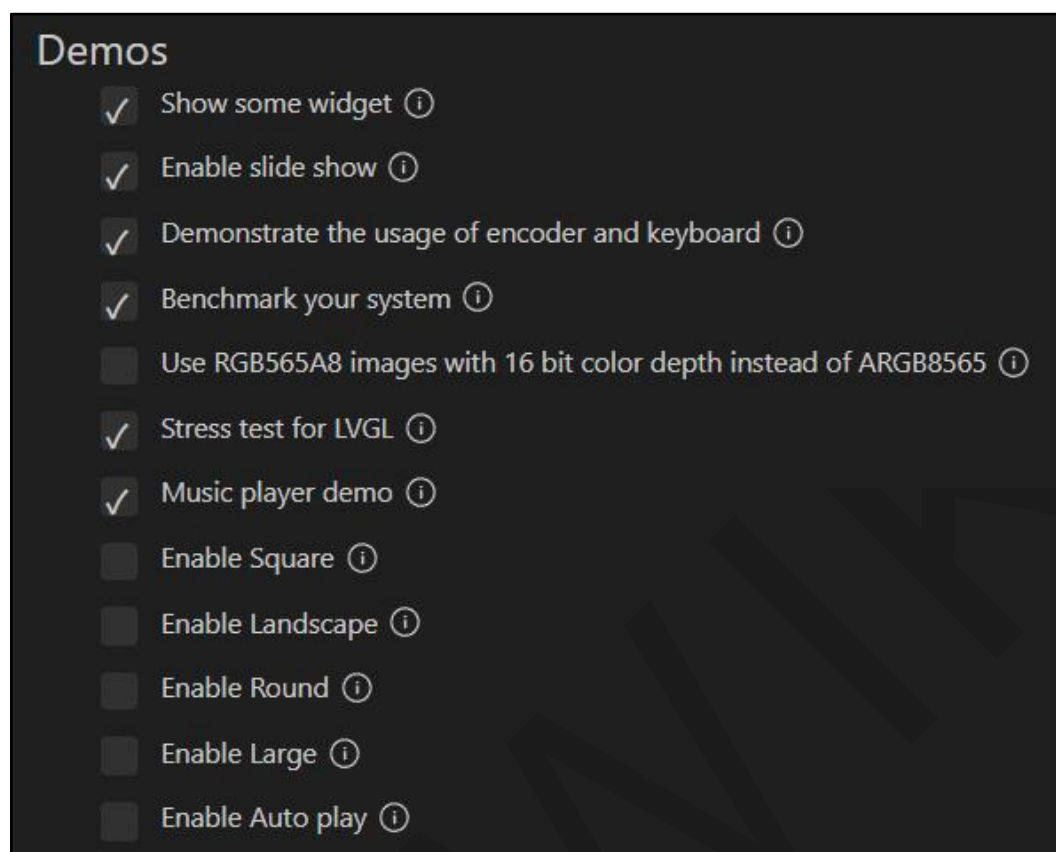 Demos
Show some widget
Enable slide show
Demonstrate the usage of encoder and keyboard
Benchmark your system
Use RGB565A8 images with 16 bit color depth instead of ARGB8565
Stress test for LVGL
Music player demo
Enable Square
Enable Landscape
Enable Round
Enable Large
Enable Auto play